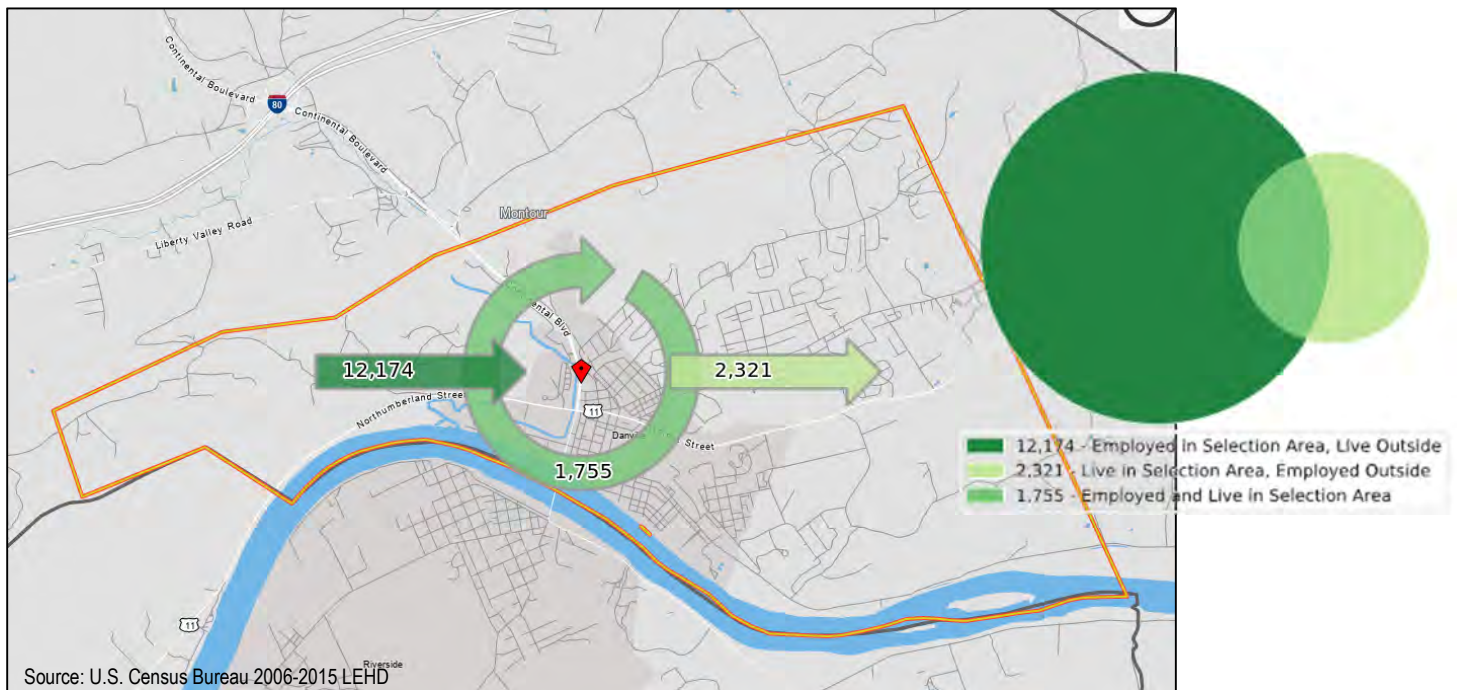 Continental Boulevard
Continental Boulevard
80
Continental Boulevard
Liberty Valley Road
Montour
Continental Blvd
12,174
2,321
Northumberland Street
11
Street
1,755
12,174 - Employed in Selection Area, Live Outside
2,321 - Live in Selection Area, Employed Outside
1,755 - Employed and Live in Selection Area
11
Riverside
Source: U.S. Census Bureau 2006-2015 LEHD